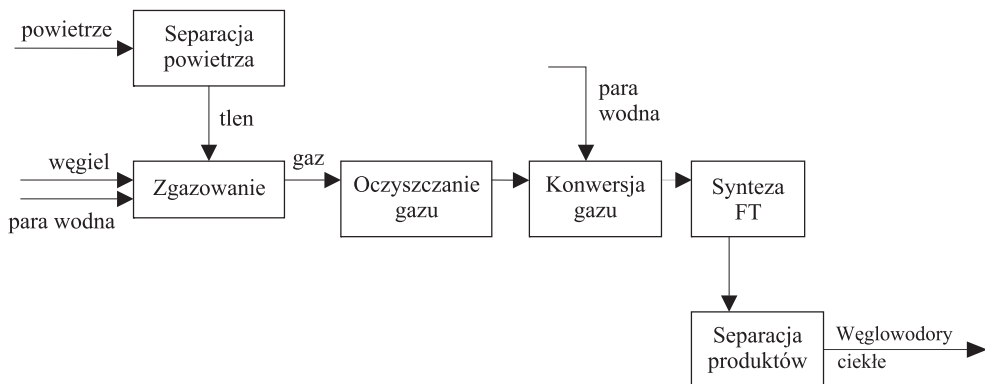 powietrze
Separacja
powietrza
tlen
węgiel
para wodna
Zgazowanie
gaz
Oczyszczanie
gazu
para
wodna
Konwersja
gazu
Synteza
FT
Separacja
produktów
Węglowodory
ciekłe